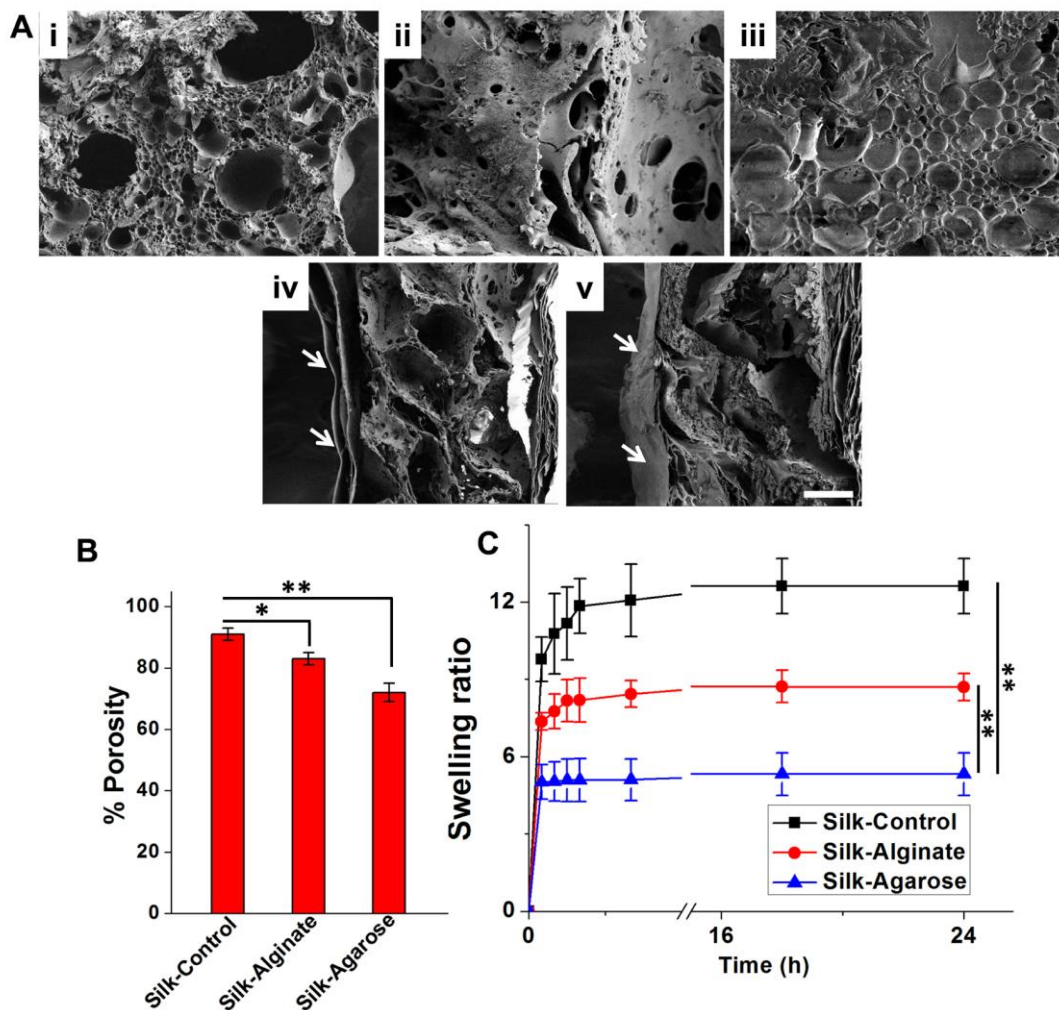 A
i
ii
iii
iv
v
B
C
% Porosity
100
80
60
40
20
0
*
**
Silk-Control
Silk-Alginate
Silk-Agarose
Swelling ratio
12
6
0
**
**
Silk-Control
Silk-Alginate
Silk-Agarose
0
16
24
Time (h)